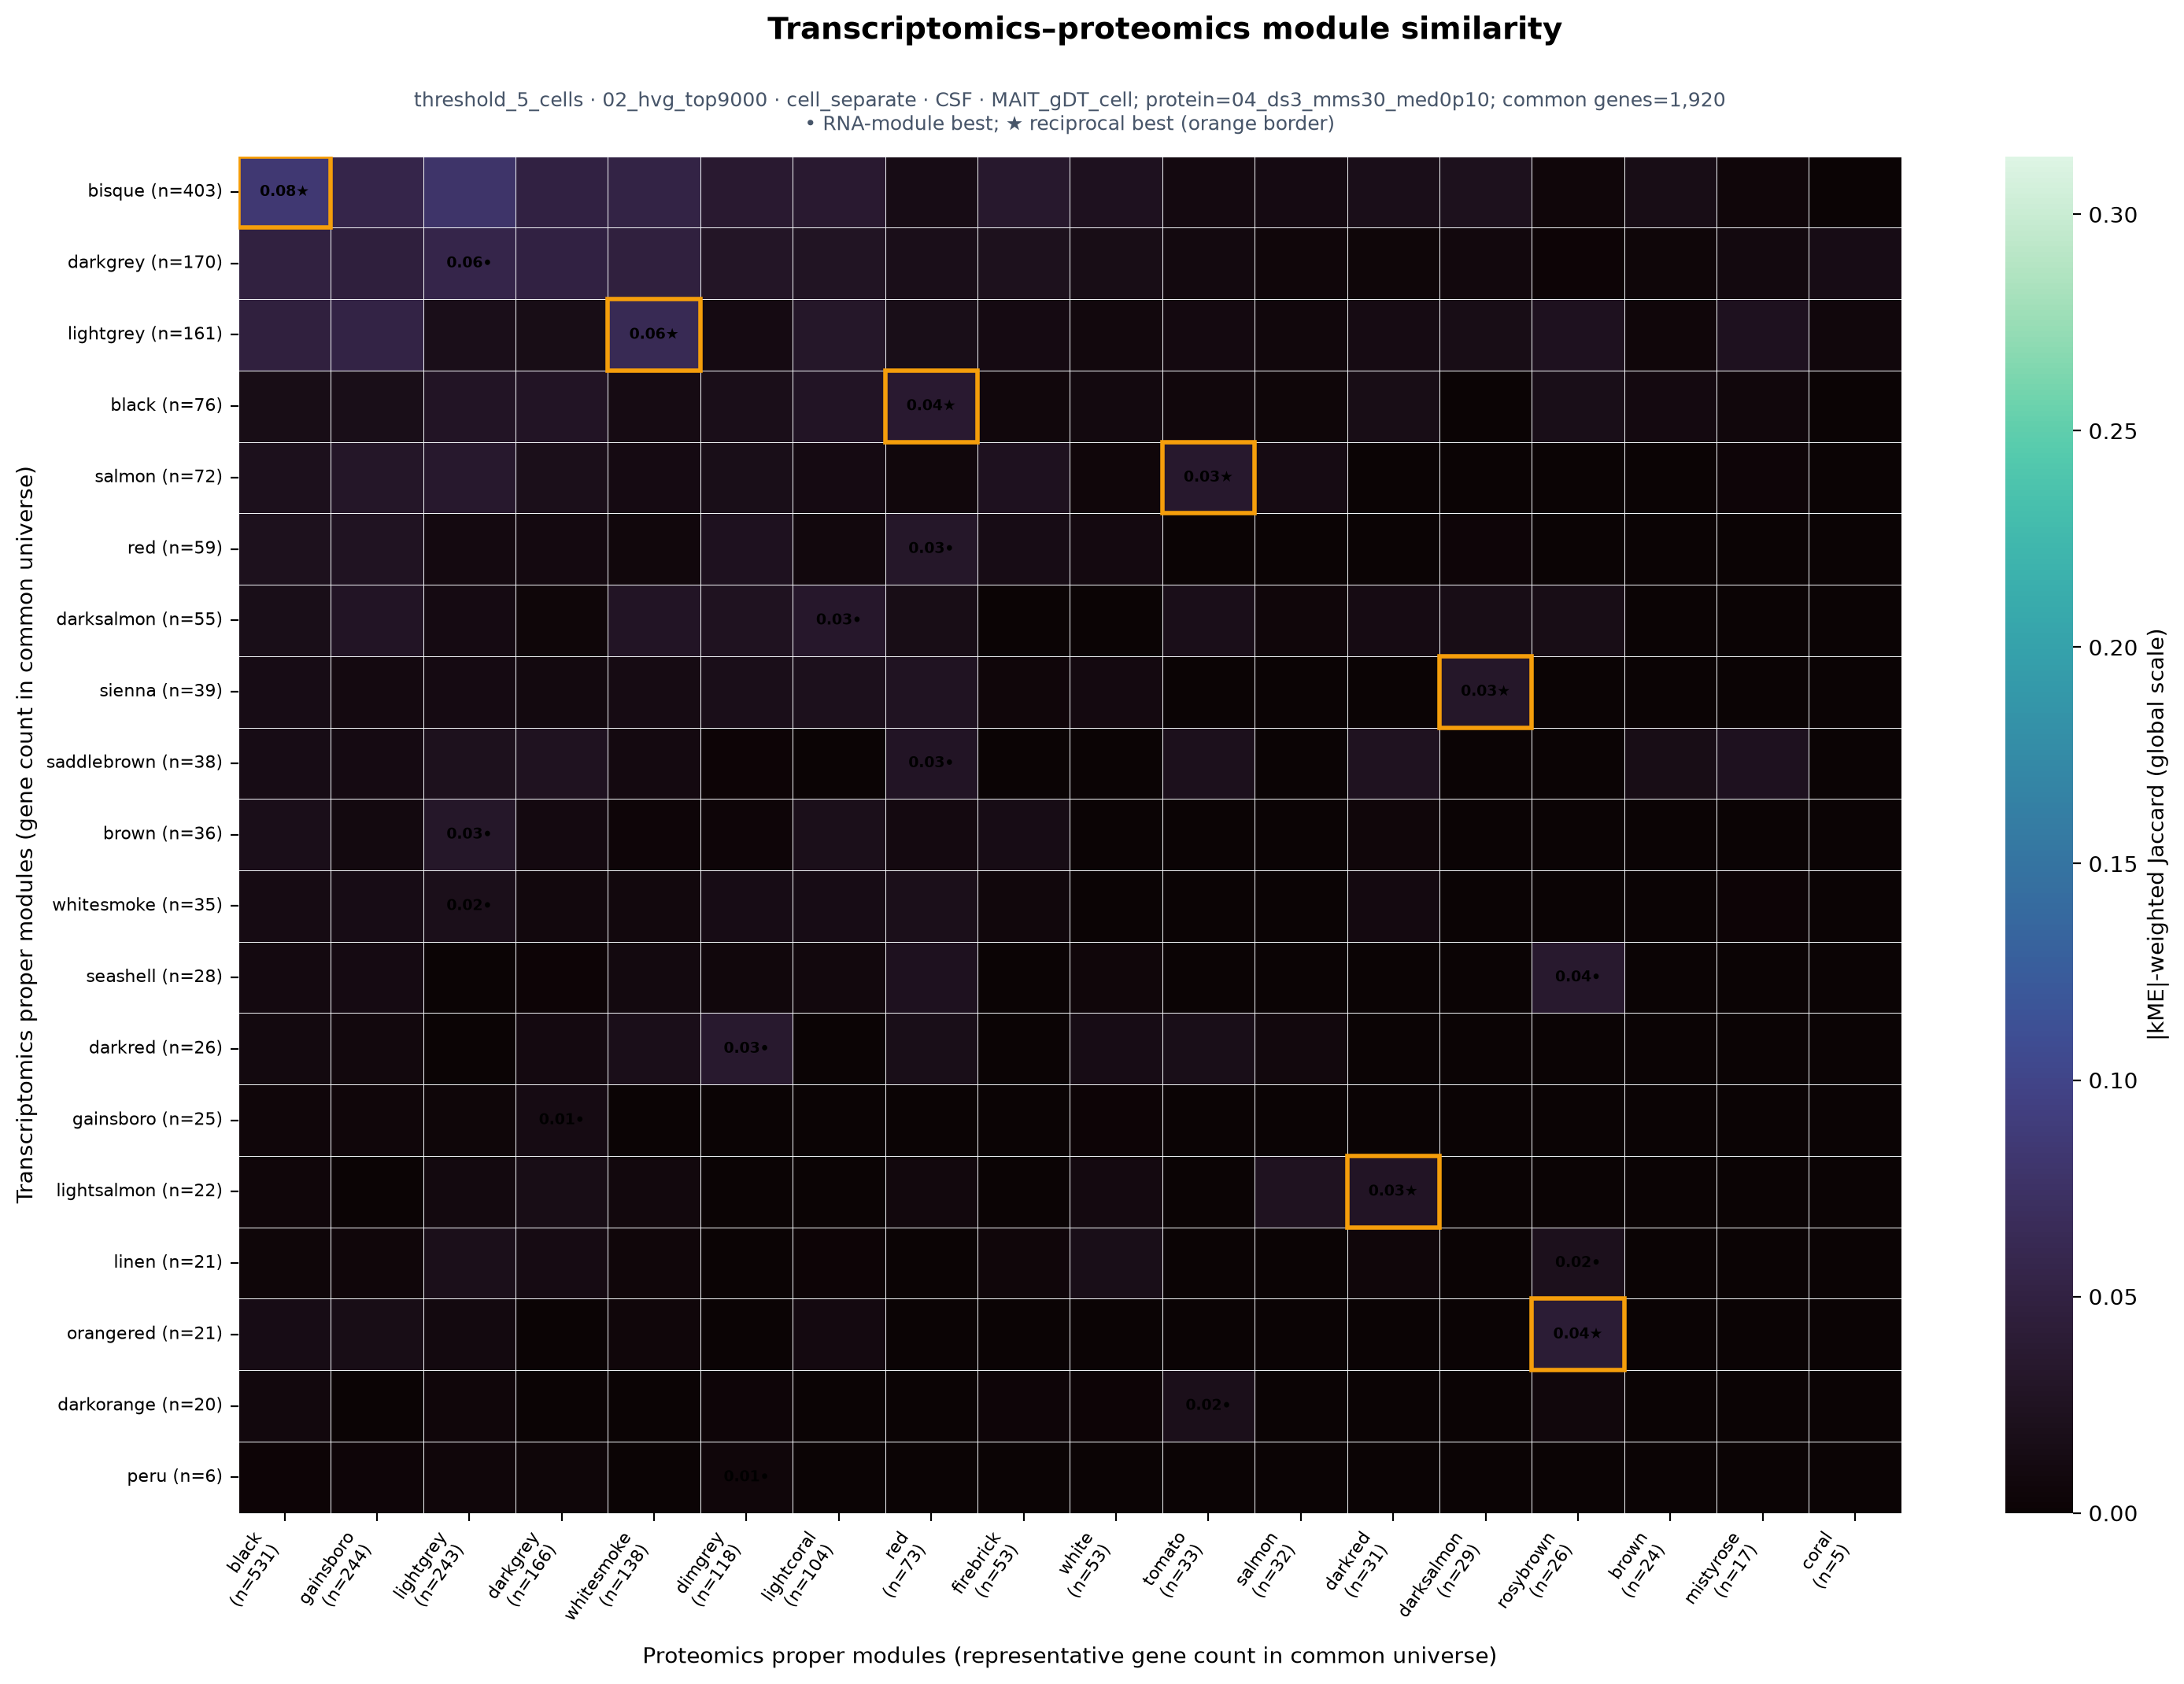 Transcriptomics–proteomics module similarity
threshold_5_cells · 02_hvg_top9000 · cell_separate · CSF · MAIT_gDT_cell; protein=04_ds3_mms30_med0p10; common genes=1,920
• RNA-module best; ★ reciprocal best (orange border)
Transcriptomics proper modules (gene count in common universe)
bisque (n=403)
0.08★
darkgrey (n=170)
0.06•
lightgrey (n=161)
0.06★
black (n=76)
0.04★
salmon (n=72)
0.03★
red (n=59)
0.03•
darksalmon (n=55)
0.03•
sienna (n=39)
0.03★
saddlebrown (n=38)
0.03•
brown (n=36)
0.03•
whitesmoke (n=35)
0.02•
seashell (n=28)
0.04•
darkred (n=26)
0.03•
gainsboro (n=25)
0.01•
lightsalmon (n=22)
0.03★
linen (n=21)
0.02•
orangered (n=21)
0.04★
darkorange (n=20)
0.02•
peru (n=6)
0.01•
black
(n=531)
gainsboro
(n=244)
lightgrey
(n=243)
darkgrey
(n=166)
whitesmoke
(n=138)
dimgrey
(n=118)
lightcoral
(n=104)
red
(n=73)
firebrick
(n=53)
white
(n=53)
tomato
(n=33)
salmon
(n=32)
darkred
(n=31)
darksalmon
(n=29)
rosybrown
(n=26)
brown
(n=24)
mistyrose
(n=17)
coral
(n=5)
Proteomics proper modules (representative gene count in common universe)
0.30
0.25
0.20
0.15
0.10
0.05
0.00
|kME|-weighted Jaccard (global scale)